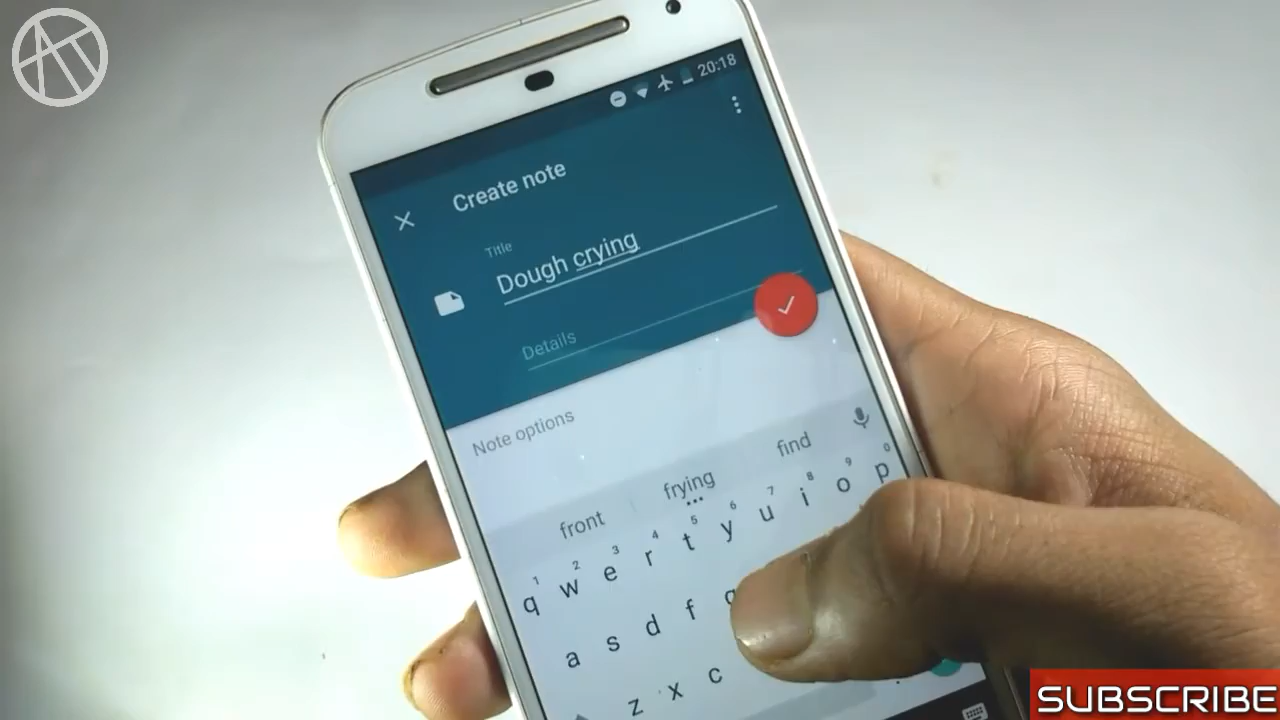 20:18
Create note
Title
Dough crying
Details
Note options
front frying find
1 2 3 4 5 6 7 8 9 0
q w e r t y u i o p
a s d f g
z x c
SUBSCRIBE